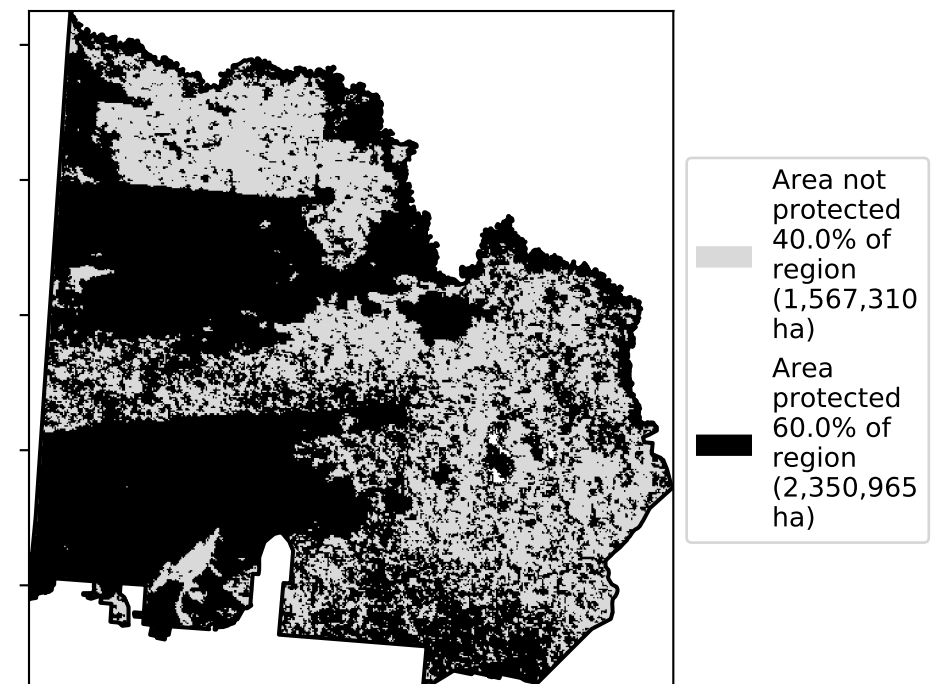 Area not
protected
40.0% of
region
(1,567,310
ha)
Area
protected
60.0% of
region
(2,350,965
ha)